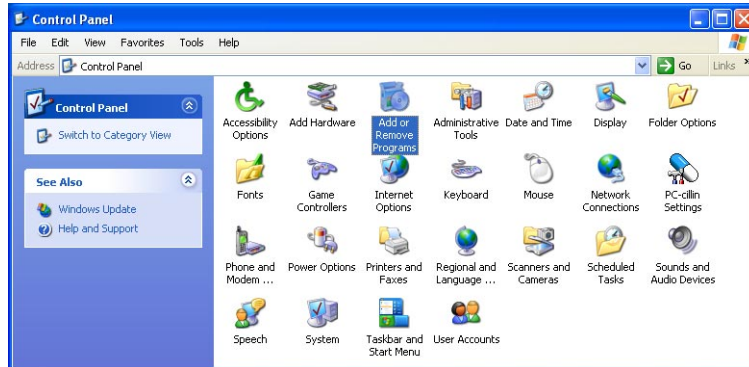 Control Panel
File Edit View Favorites Tools Help
Address Control Panel Go Links »
Control Panel
Switch to Category View
See Also
Windows Update
Help and Support
Accessibility Options
Add Hardware
Add or Remove Programs
Administrative Tools
Date and Time
Display
Folder Options
Fonts
Game Controllers
Internet Options
Keyboard
Mouse
Network Connections
PC-cillin Settings
Phone and Modem ...
Power Options
Printers and Faxes
Regional and Language ...
Scanners and Cameras
Scheduled Tasks
Sounds and Audio Devices
Speech
System
Taskbar and Start Menu
User Accounts